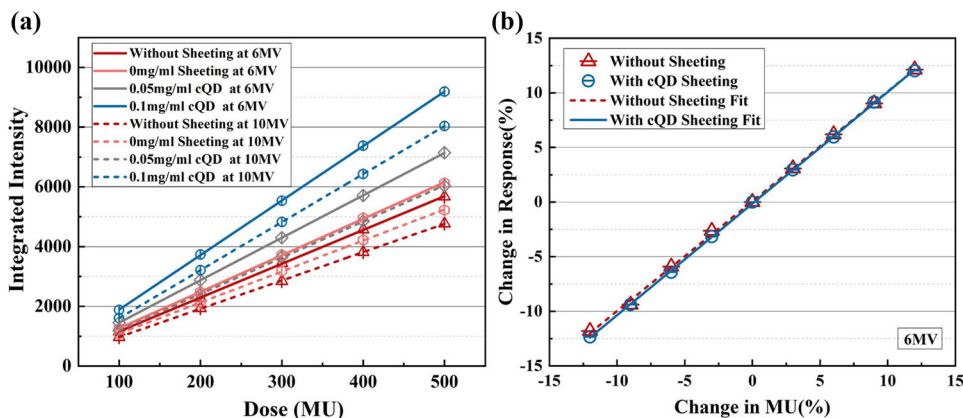 (a)
Without Sheeting at 6MV
0mg/ml Sheeting at 6MV
0.05mg/ml cQD at 6MV
0.1mg/ml cQD at 6MV
Without Sheeting at 10MV
0mg/ml Sheeting at 10MV
0.05mg/ml cQD at 10MV
0.1mg/ml cQD at 10MV
Integrated Intensity
10000
8000
6000
4000
2000
0
100 200 300 400 500
Dose (MU)
(b)
Without Sheeting
With cQD Sheeting
Without Sheeting Fit
With cQD Sheeting Fit
Change in Response(%)
15
10
5
0
-5
-10
-15
6MV
-15 -10 -5 0 5 10 15
Change in MU(%)